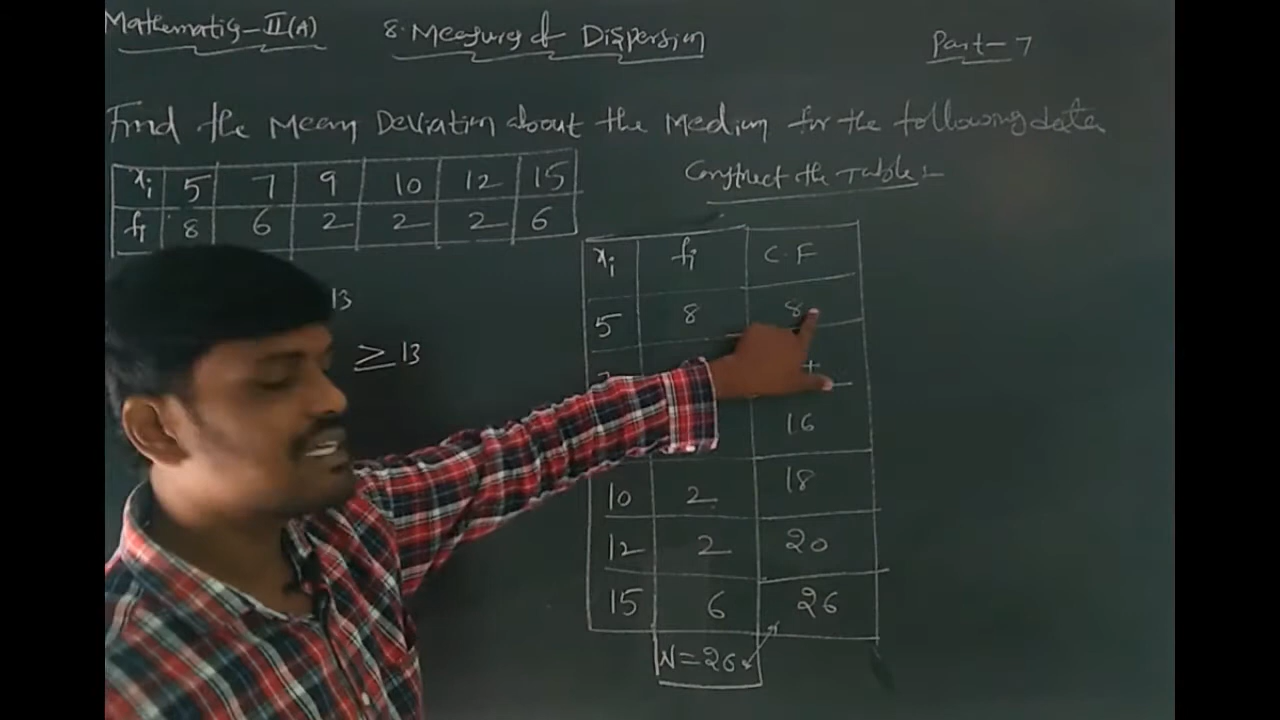 Mathematics-II(A) 8. Measures of Dispersion Part-7
Find the Mean Deviation about the Median for the following data
xi 5 7 9 10 12 15
fi 8 6 2 2 2 6
Construct the Table:-
xi fi C.F
13
5 8 8
≥13
16
10 2 18
12 2 20
15 6 26
N=26